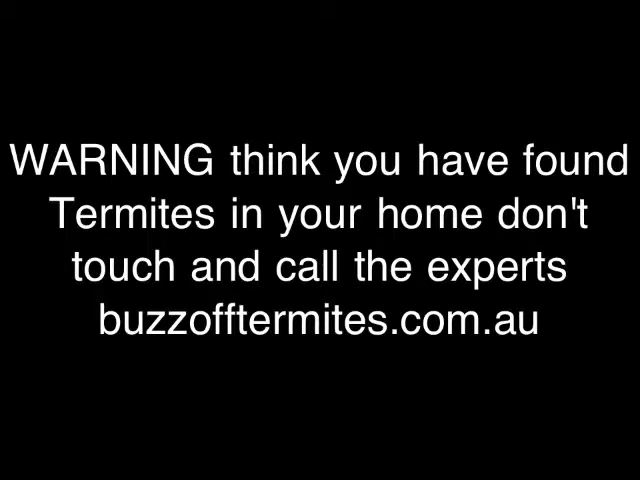 WARNING think you have found
Termites in your home don't
touch and call the experts
buzzofftermites.com.au